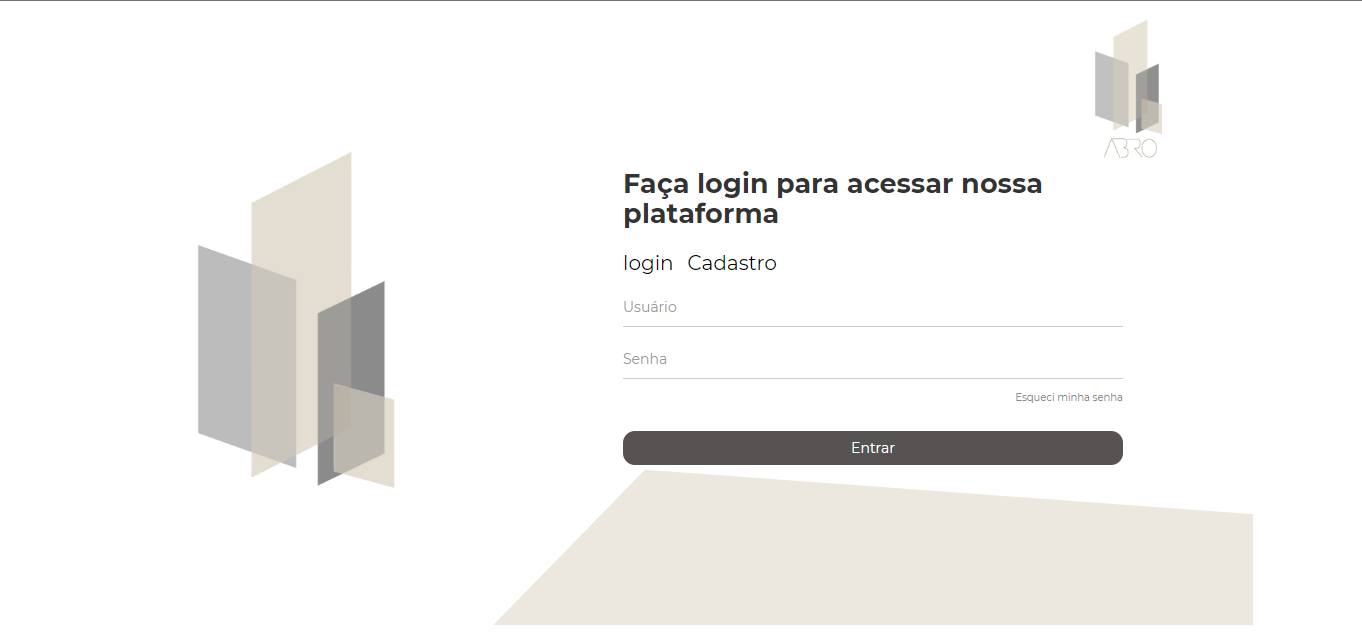 ABRO
Faça login para acessar nossa
plataforma
login Cadastro
Usuário
Senha
Esqueci minha senha
Entrar